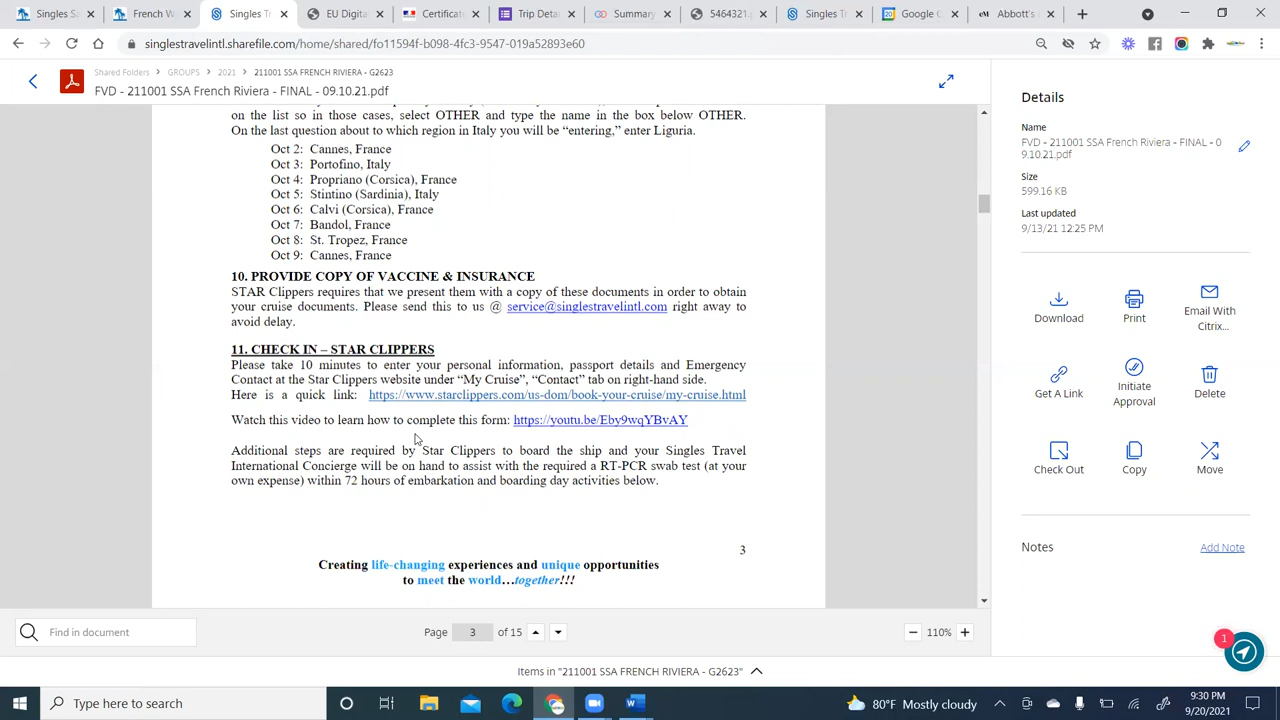 Singles Sa
French W
Singles Tr
EU Digital
Certificate
Trip Detai
Summary
5464321.p
Singles Tr
Google C
Abbott's
singlestravelintl.sharefile.com/home/shared/fo11594f-b098-4fc3-9547-019a52893e60
Shared Folders GROUPS 2021 211001 SSA FRENCH RIVIERA - G2623
FVD - 211001 SSA French Riviera - FINAL - 09.10.21.pdf
on the list so in those cases, select OTHER and type the name in the box below OTHER.
On the last question about to which region in Italy you will be "entering," enter Liguria.
Oct 2: Cannes, France
Oct 3: Portofino, Italy
Oct 4: Propriano (Corsica), France
Oct 5: Stintino (Sardinia), Italy
Oct 6: Calvi (Corsica), France
Oct 7: Bandol, France
Oct 8: St. Tropez, France
Oct 9: Cannes, France
10. PROVIDE COPY OF VACCINE & INSURANCE
STAR Clippers requires that we present them with a copy of these documents in order to obtain
your cruise documents. Please send this to us @ service@singlestravelintl.com right away to
avoid delay.
11. CHECK IN – STAR CLIPPERS
Please take 10 minutes to enter your personal information, passport details and Emergency
Contact at the Star Clippers website under "My Cruise", "Contact" tab on right-hand side.
Here is a quick link: https://www.starclippers.com/us-dom/book-your-cruise/my-cruise.html
Watch this video to learn how to complete this form: https://youtu.be/Eby9wqYBvAY
Additional steps are required by Star Clippers to board the ship and your Singles Travel
International Concierge will be on hand to assist with the required a RT-PCR swab test (at your
own expense) within 72 hours of embarkation and boarding day activities below.
3
Creating life-changing experiences and unique opportunities
to meet the world…together!!!
Find in document
Page 3 of 15
110%
Items in "211001 SSA FRENCH RIVIERA - G2623"
Details
Name
FVD - 211001 SSA French Riviera - FINAL - 0
9.10.21.pdf
Size
599.16 KB
Last updated
9/13/21 12:25 PM
Download
Print
Email With
Citrix...
Get A Link
Initiate
Approval
Delete
Check Out
Copy
Move
Notes
Add Note
1
Type here to search
80°F Mostly cloudy
9:30 PM
9/20/2021